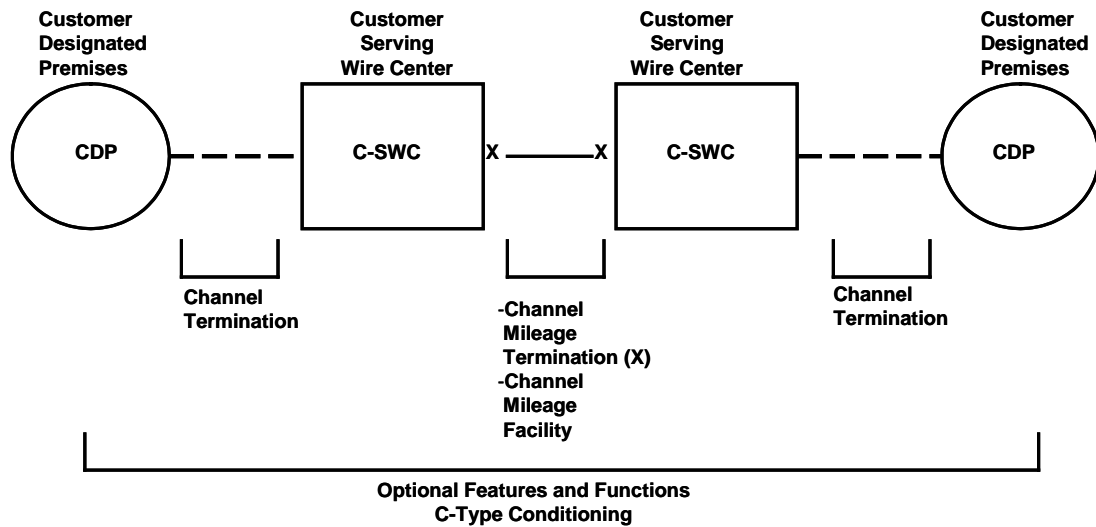 Customer
Designated
Premises
Customer
Serving
Wire Center
Customer
Serving
Wire Center
Customer
Designated
Premises
CDP
C-SWC
X
X
C-SWC
CDP
Channel
Termination
-Channel
Mileage
Termination (X)
-Channel
Mileage
Facility
Channel
Termination
Optional Features and Functions
C-Type Conditioning